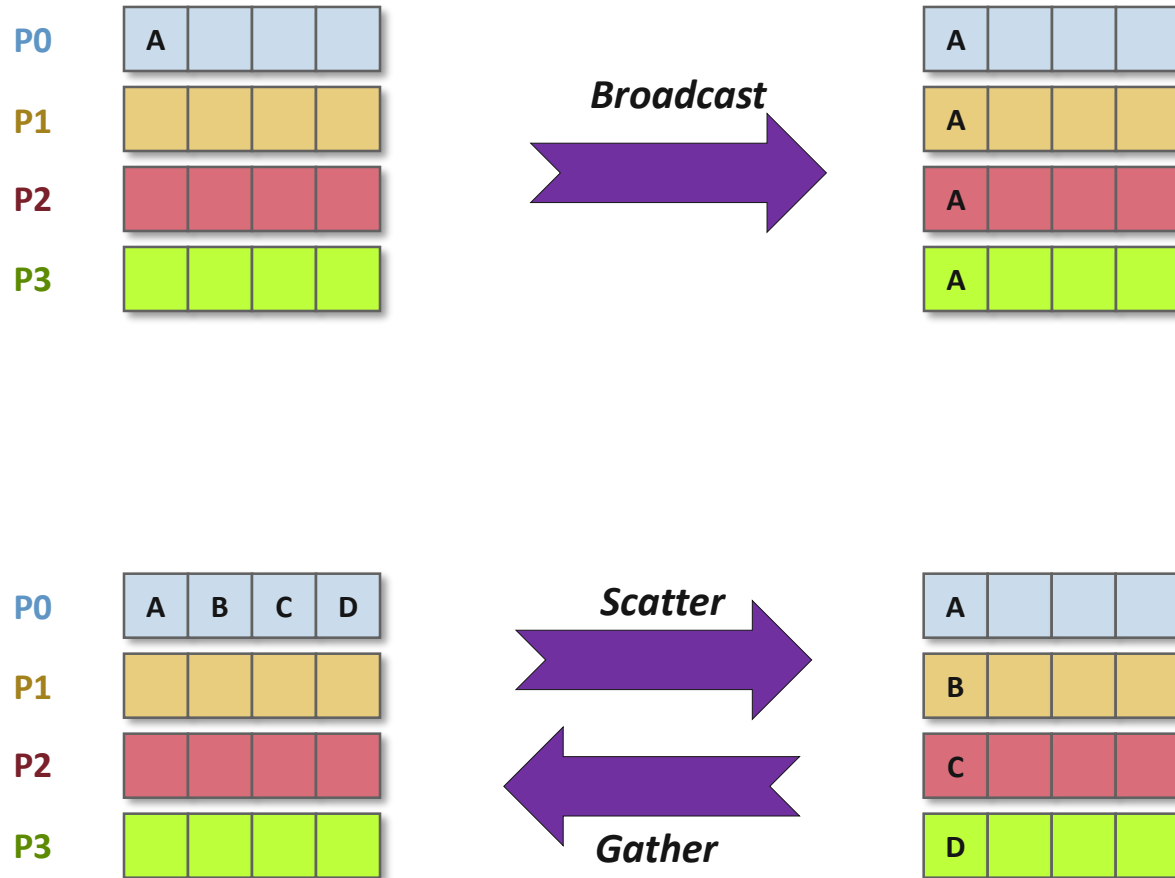 P0 A A
Broadcast
P1 A
P2 A
P3 A
P0 A B C D Scatter A
P1 B
P2 C
P3 Gather D